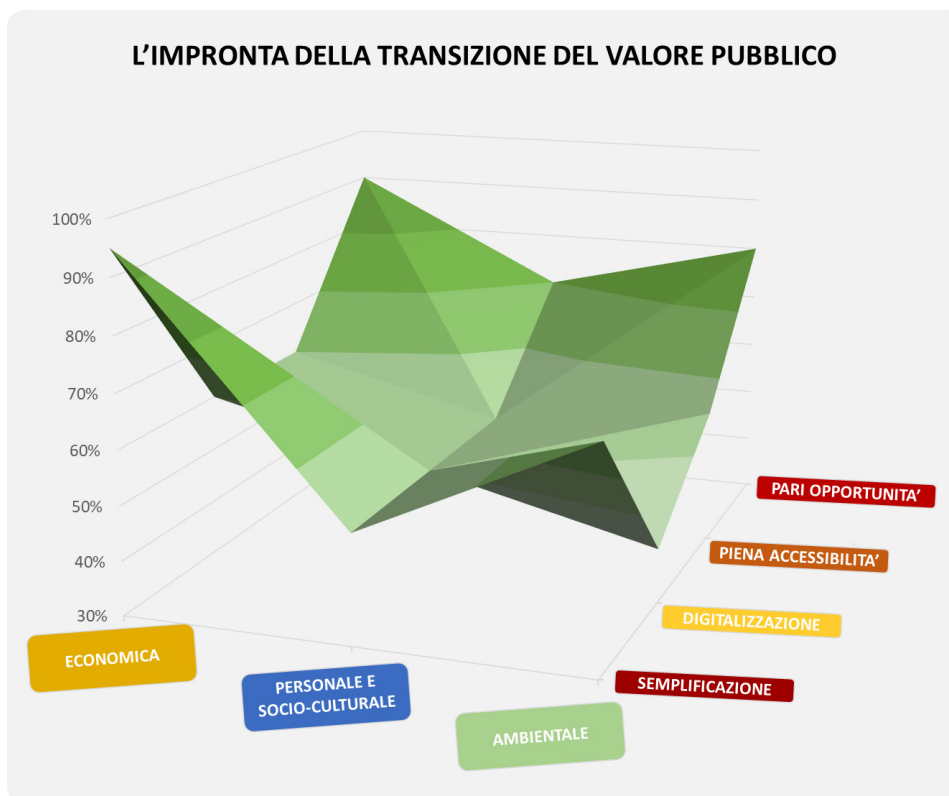 L’IMPRONTA DELLA TRANSIZIONE DEL VALORE PUBBLICO
100%
90%
80%
70%
60%
50%
40%
30%
PARI OPPORTUNITA’
PIENA ACCESSIBILITA’
DIGITALIZZAZIONE
SEMPLIFICAZIONE
ECONOMICA
PERSONALE E
SOCIO-CULTURALE
AMBIENTALE